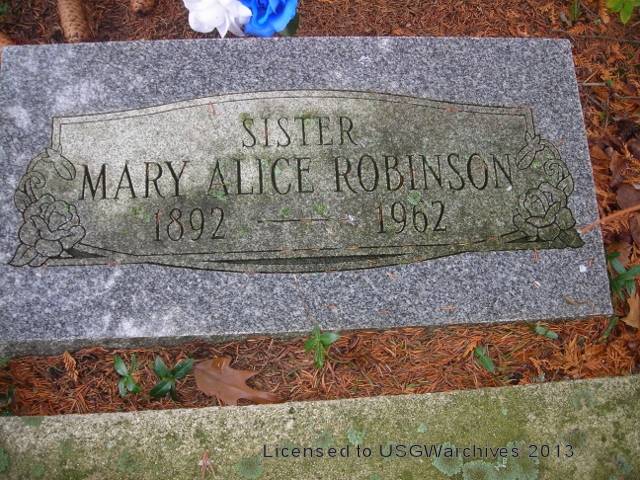 SISTER
MARY ALICE ROBINSON
1892 — 1962
Licensed to USGWarchives 2013